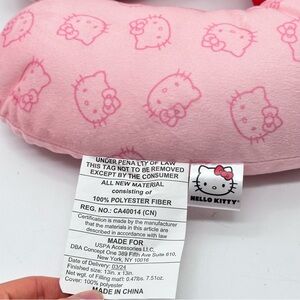 UNDER PENALTY OF LAW
THIS TAG NOT TO BE REMOVED
EXCEPT BY THE CONSUMER
ALL NEW MATERIAL
consisting of
100% POLYESTER FIBER
REG. NO.: CA40014 (CN)
Certification is made by the manufacturer
that the materials in this article are
described in accordance with law.
MADE FOR
USPA Accessories LLC
DBA Concept One 389 Fifth Ave Suite 610,
New York, NY 10016
Date of delivery: 03/24
Finished size: 13in. x 13in.
Net wgt. of Filling matl: 0.47lbs. 7.51oz.
Cover: 100% polyester
MADE IN CHINA
HELLO KITTY